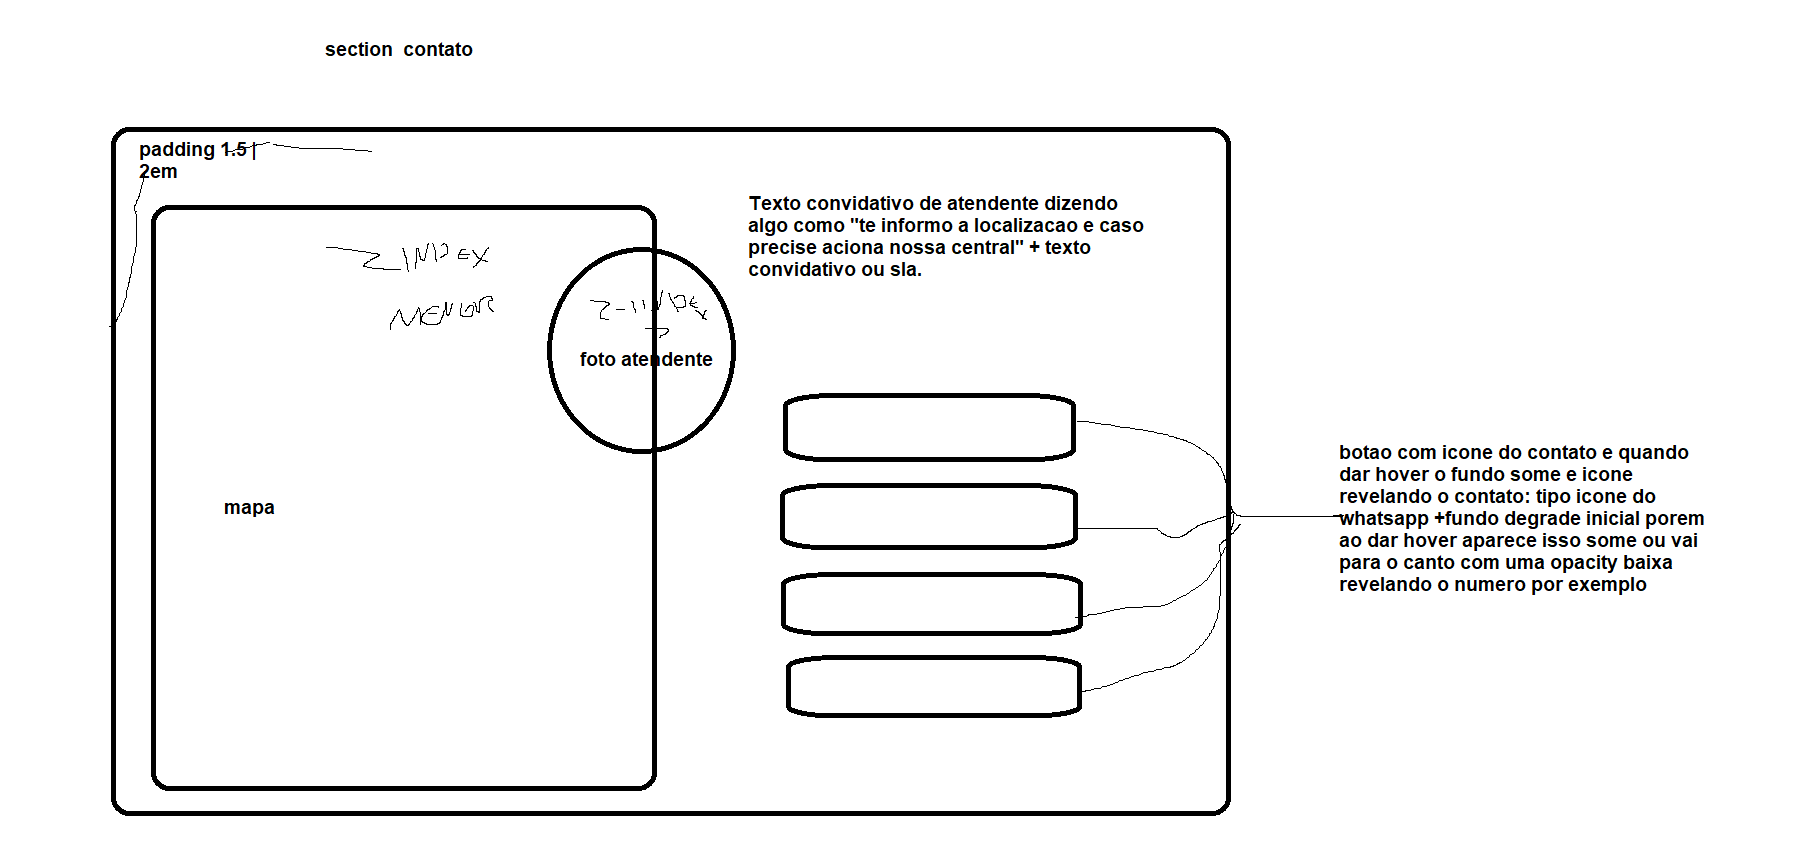 section contato
padding 1.5|
2em
Texto convidativo de atendente dizendo
algo como "te informo a localizacao e caso
precise aciona nossa central" + texto
convidativo ou sla.
Z INDEX
MENOR
Z-INDEX
foto atendente
mapa
botao com icone do contato e quando
dar hover o fundo some e icone
revelando o contato: tipo icone do
whatsapp +fundo degrade inicial porem
ao dar hover aparece isso some ou vai
para o canto com uma opacity baixa
revelando o numero por exemplo